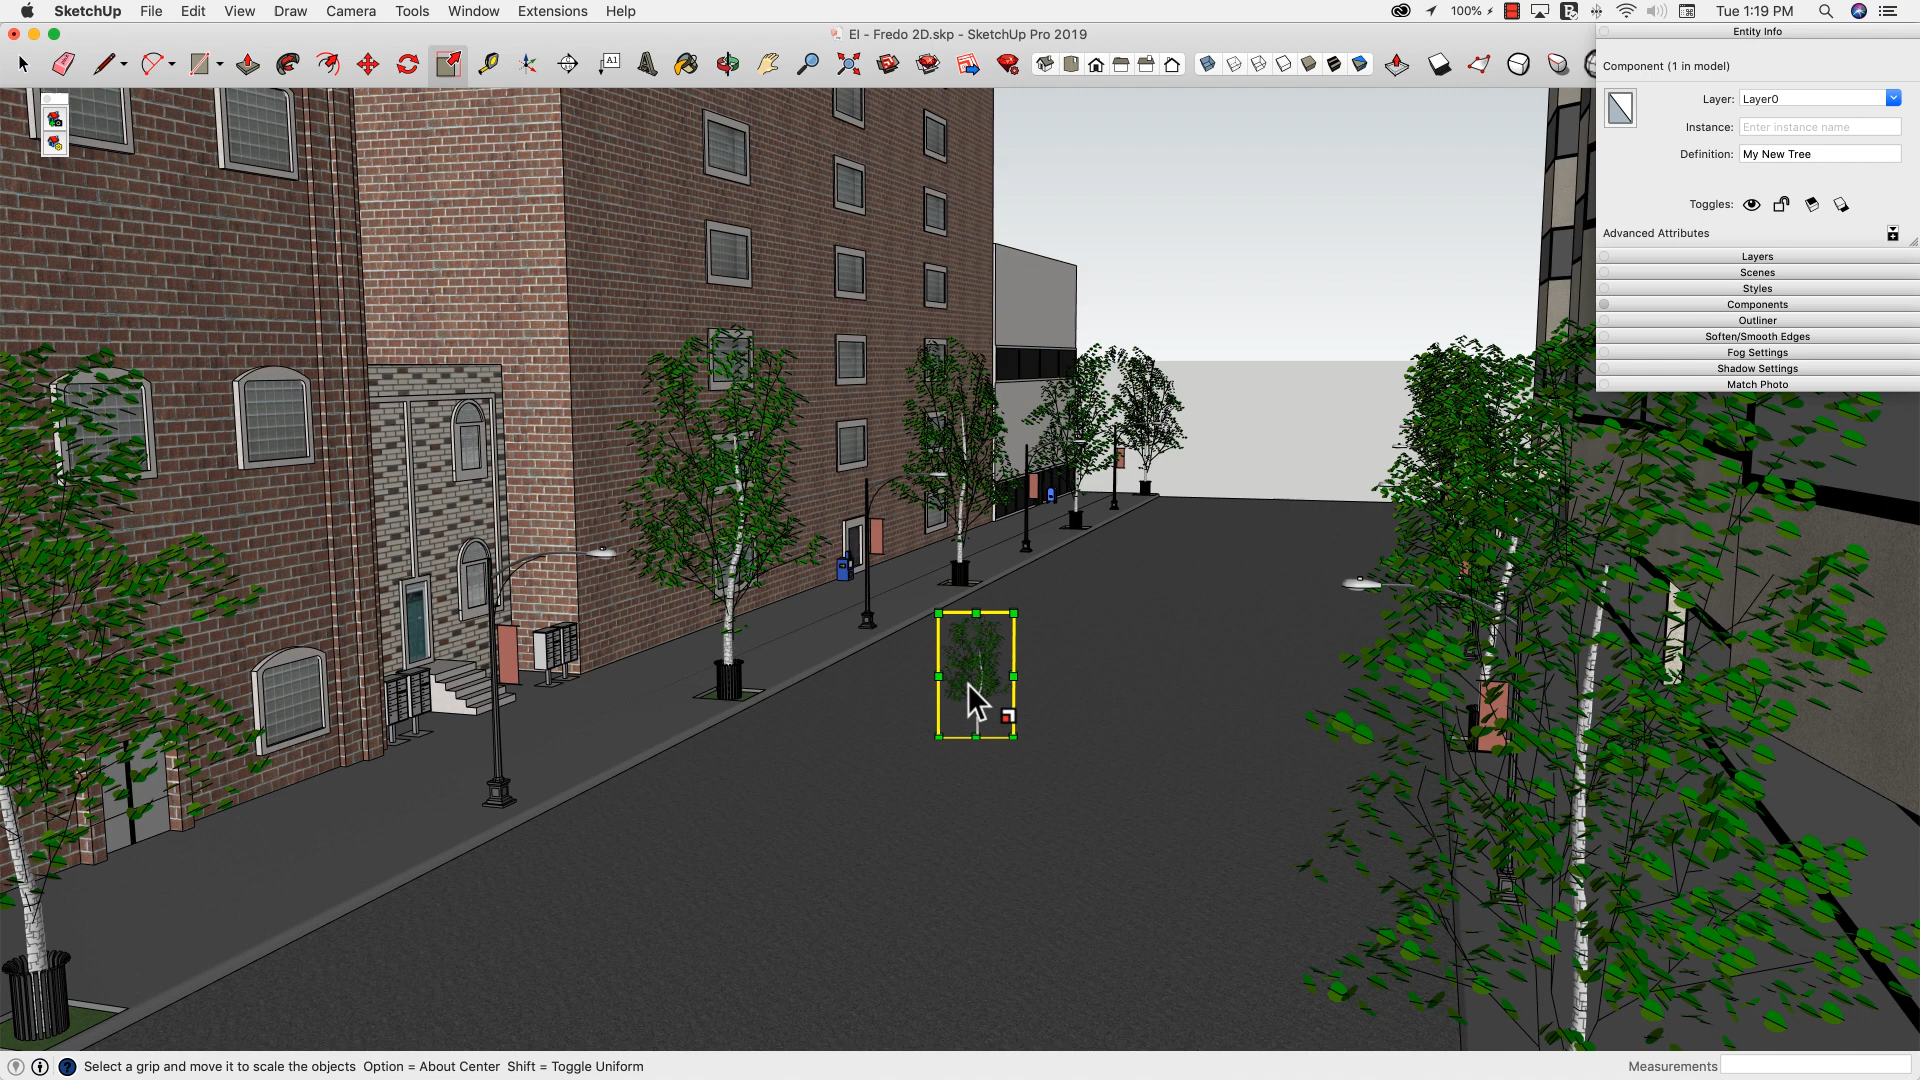 SketchUp File Edit View Draw Camera Tools Window Extensions Help
100% Tue 1:19 PM
EI - Fredo 2D.skp - SketchUp Pro 2019
A1
Entity Info
Component (1 in model)
Layer: Layer0
Instance: Enter instance name
Definition: My New Tree
Toggles:
Advanced Attributes
Layers
Scenes
Styles
Components
Outliner
Soften/Smooth Edges
Fog Settings
Shadow Settings
Match Photo
Select a grip and move it to scale the objects Option = About Center Shift = Toggle Uniform
Measurements